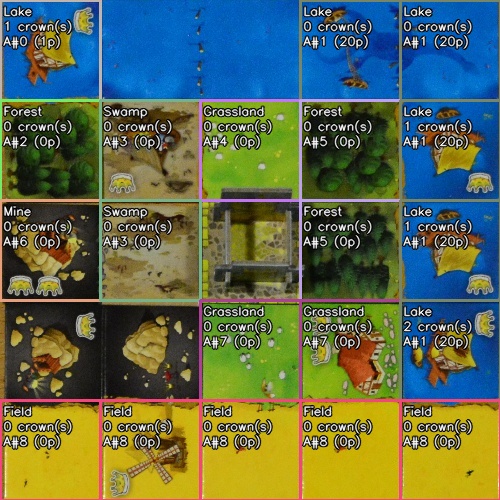 Lake
1 crown(s)
A#0 (1p)
Lake
0 crown(s)
A#1 (20p)
Lake
0 crown(s)
A#1 (20p)
Forest
0 crown(s)
A#2 (0p)
Swamp
0 crown(s)
A#3 (0p)
Grassland
0 crown(s)
A#4 (0p)
Forest
0 crown(s)
A#5 (0p)
Lake
1 crown(s)
A#1 (20p)
Mine
0 crown(s)
A#6 (0p)
Swamp
0 crown(s)
A#3 (0p)
Forest
0 crown(s)
A#5 (0p)
Lake
1 crown(s)
A#1 (20p)
Grassland
0 crown(s)
A#7 (0p)
Grassland
0 crown(s)
A#7 (0p)
Lake
2 crown(s)
A#1 (20p)
Field
0 crown(s)
A#8 (0p)
Field
0 crown(s)
A#8 (0p)
Field
0 crown(s)
A#8 (0p)
Field
0 crown(s)
A#8 (0p)
Field
0 crown(s)
A#8 (0p)